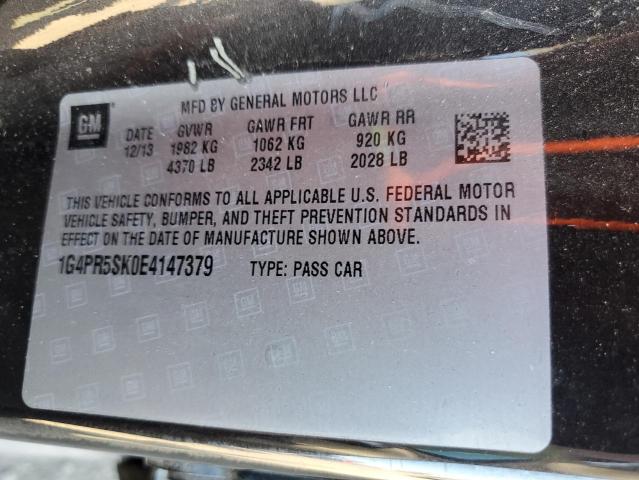 MFD BY GENERAL MOTORS LLC
GM
DATE GVWR GAWR FRT GAWR RR
12/13 1982 KG 1062 KG 920 KG
4370 LB 2342 LB 2028 LB
THIS VEHICLE CONFORMS TO ALL APPLICABLE U.S. FEDERAL MOTOR
VEHICLE SAFETY, BUMPER, AND THEFT PREVENTION STANDARDS IN
EFFECT ON THE DATE OF MANUFACTURE SHOWN ABOVE.
1G4PR5SK0E4147379 TYPE: PASS CAR